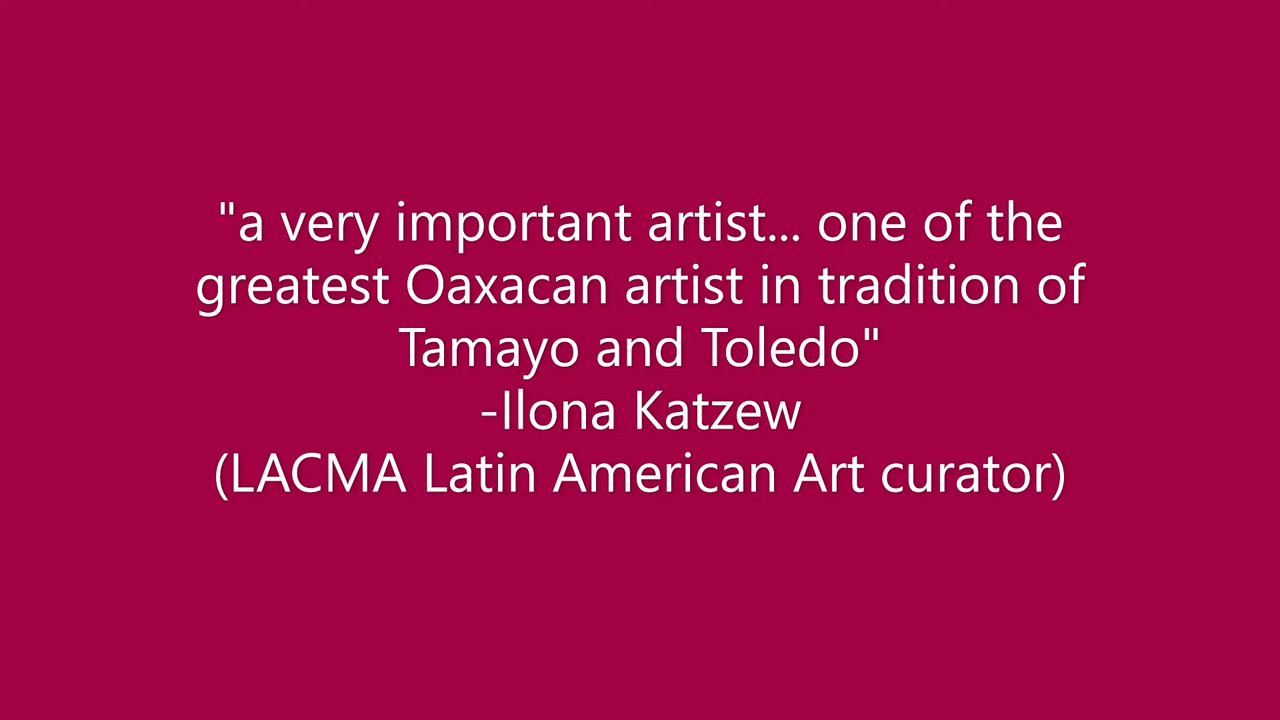 "a very important artist... one of the
greatest Oaxacan artist in tradition of
Tamayo and Toledo"
-Ilona Katzew
(LACMA Latin American Art curator)